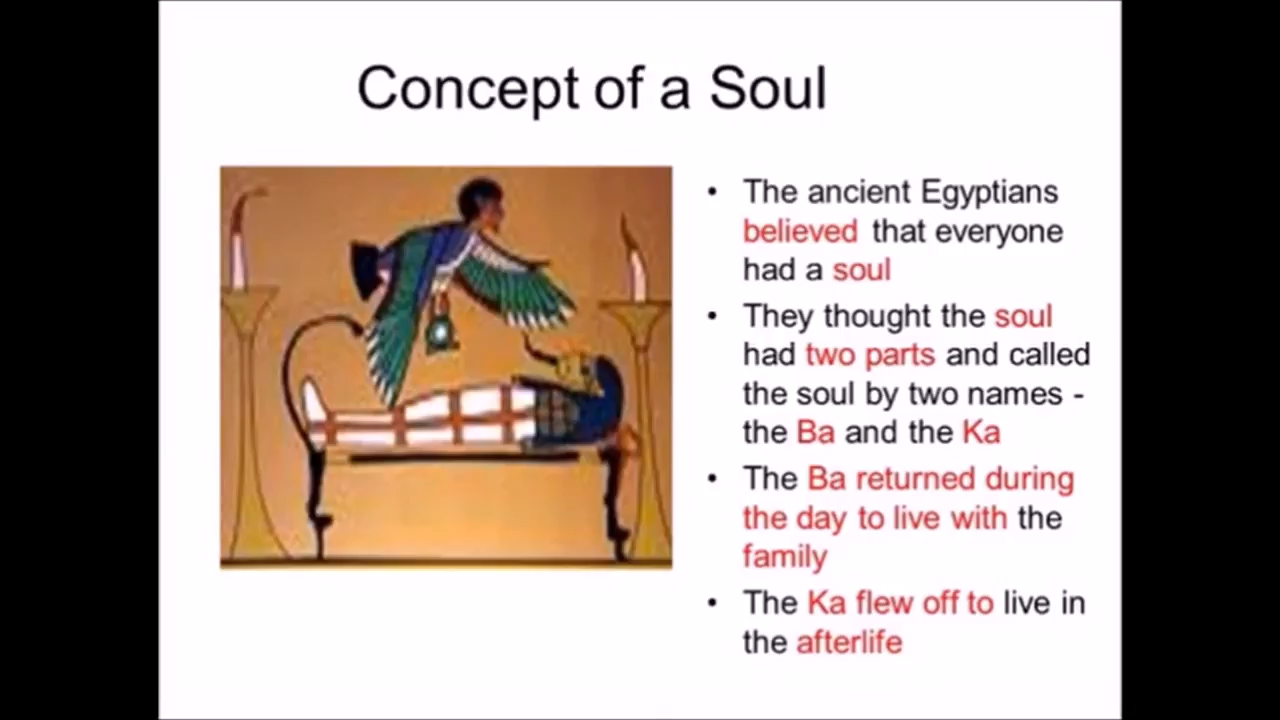 Concept of a Soul
• The ancient Egyptians
believed that everyone
had a soul
• They thought the soul
had two parts and called
the soul by two names -
the Ba and the Ka
• The Ba returned during
the day to live with the
family
• The Ka flew off to live in
the afterlife